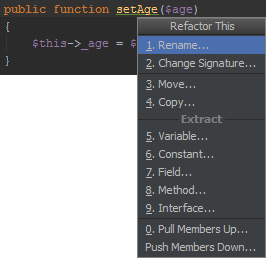 public function setAge($age)
{
$this->_age = $
}
Refactor This
1. Rename...
2. Change Signature...
3. Move...
4. Copy...
Extract
5. Variable...
6. Constant...
7. Field...
8. Method...
9. Interface...
0. Pull Members Up...
Push Members Down...